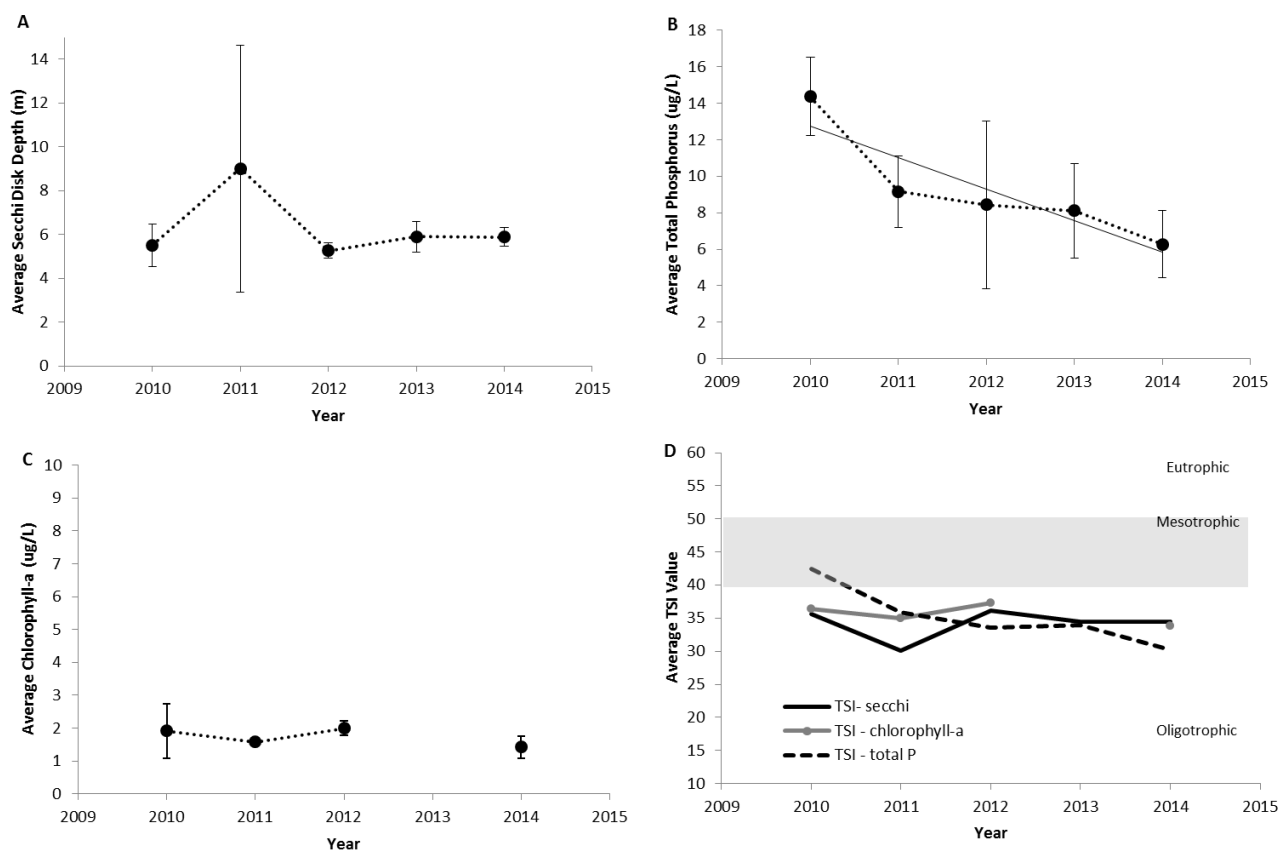 A
Average Secchi Disk Depth (m)
14
12
10
8
6
4
2
0
2009 2010 2011 2012 2013 2014 2015
Year
B
Average Total Phosphorus (ug/L)
18
16
14
12
10
8
6
4
2
0
2009 2010 2011 2012 2013 2014 2015
Year
C
Average Chlorophyll-a (ug/L)
10
9
8
7
6
5
4
3
2
1
0
2009 2010 2011 2012 2013 2014 2015
Year
D
Average TSI Value
60
55
50
45
40
35
30
25
20
15
10
Eutrophic
Mesotrophic
Oligotrophic
TSI- secchi
TSI - chlorophyll-a
TSI - total P
2009 2010 2011 2012 2013 2014 2015
Year